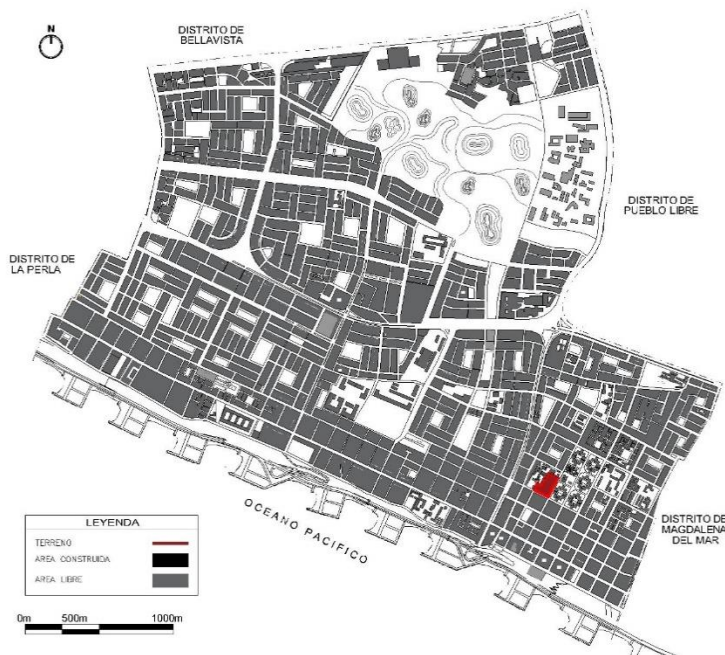 N
DISTRITO DE
BELLAVISTA
DISTRITO DE
PUEBLO LIBRE
DISTRITO DE
LA PERLA
DISTRITO DE
MAGDALENA
DEL MAR
OCEANO PACIFICO
LEYENDA
TERRENO
AREA CONSTRUIDA
AREA LIBRE
0m 500m 1000m